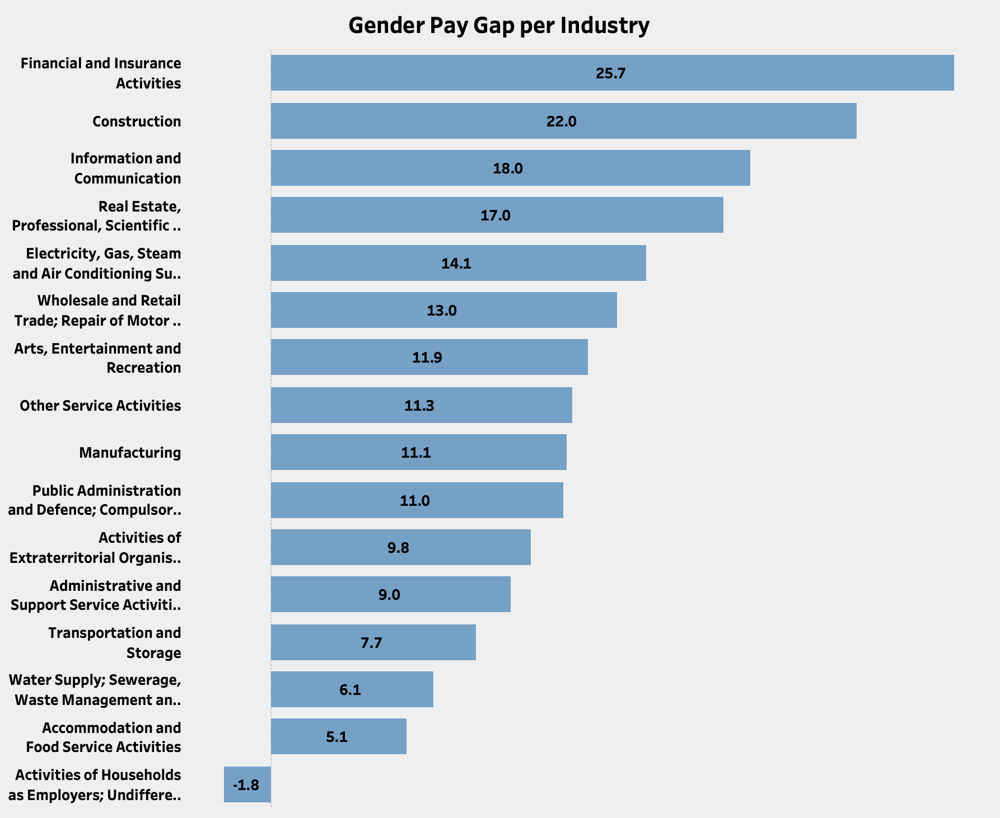 Gender Pay Gap per Industry
Financial and Insurance
Activities
25.7
Construction
22.0
Information and
Communication
18.0
Real Estate,
Professional, Scientific ..
17.0
Electricity, Gas, Steam
and Air Conditioning Su..
14.1
Wholesale and Retail
Trade; Repair of Motor ..
13.0
Arts, Entertainment and
Recreation
11.9
Other Service Activities
11.3
Manufacturing
11.1
Public Administration
and Defence; Compulsor..
11.0
Activities of
Extraterritorial Organis..
9.8
Administrative and
Support Service Activiti..
9.0
Transportation and
Storage
7.7
Water Supply; Sewerage,
Waste Management an..
6.1
Accommodation and
Food Service Activities
5.1
Activities of Households
as Employers; Undiffere..
-1.8